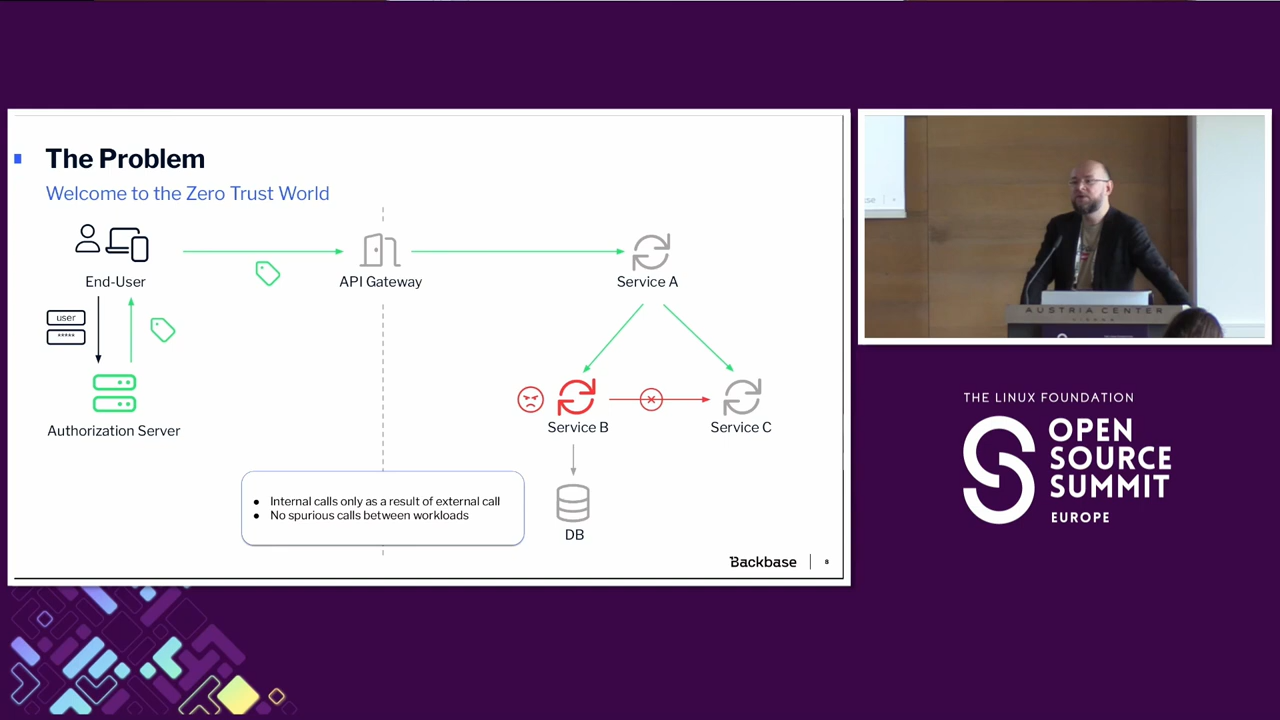 The Problem
Welcome to the Zero Trust World
End-User
API Gateway
Service A
user
*****
Authorization Server
Service B
Service C
Internal calls only as a result of external call
No spurious calls between workloads
DB
Backbase
8
AUSTRIA CENTER
THE LINUX FOUNDATION
OPEN
SOURCE
SUMMIT
EUROPE